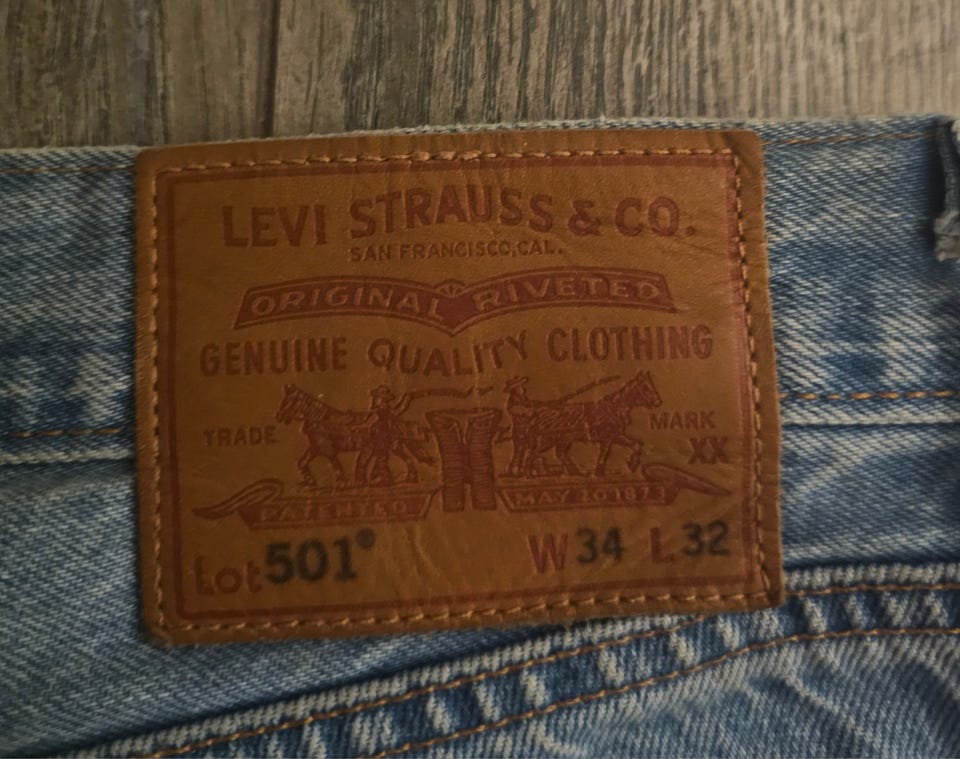 LEVI STRAUSS & CO.
SAN FRANCISCO, CAL.
ORIGINAL RIVETED
GENUINE QUALITY CLOTHING
TRADE MARK
XX
PATENTED MAY 20 1873
Lot 501® W 34 L 32